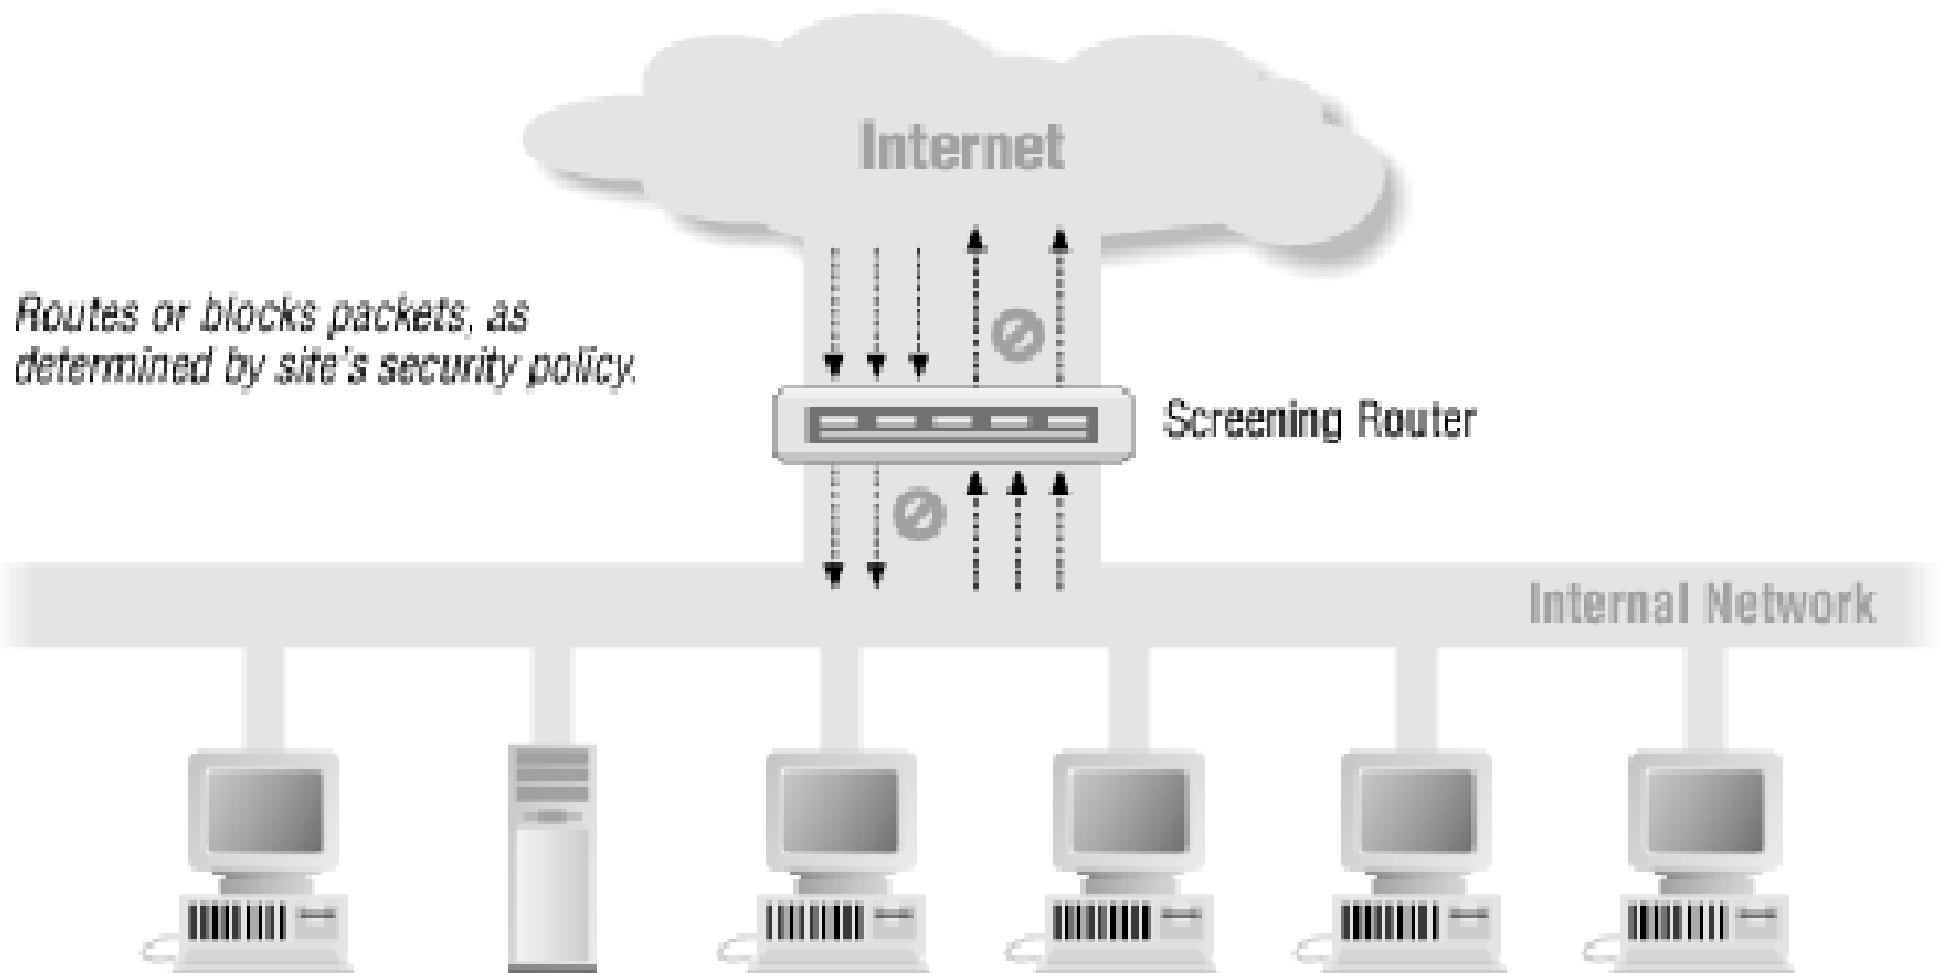 Internet
Routes or blocks packets, as
determined by site's security policy.
Screening Router
Internal Network